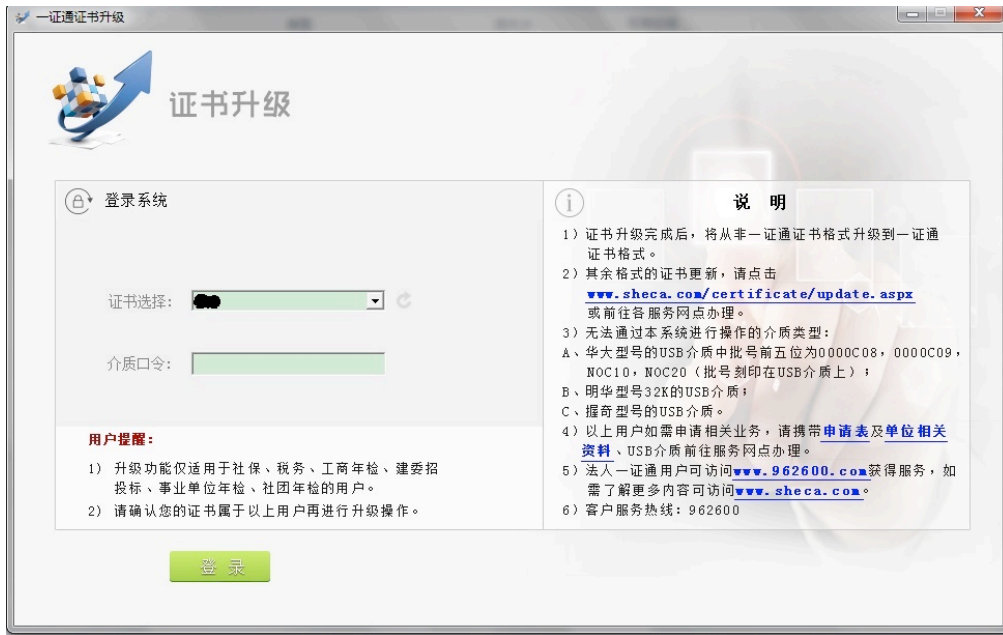 一证通证书升级
证书升级
登录系统
证书选择:
介质口令:
用户提醒:
1) 升级功能仅适用于社保、税务、工商年检、建委招
投标、事业单位年检、社团年检的用户。
2) 请确认您的证书属于以上用户再进行升级操作。
登 录
说 明
1) 证书升级完成后,将从非一证通证书格式升级到一证通
证书格式。
2) 其余格式的证书更新,请点击
www.sheca.com/certificate/update.aspx
或前往各服务网点办理。
3) 无法通过本系统进行操作的介质类型:
A、华大型号的USB介质中批号前五位为0000C08,0000C09,
NOC10,NOC20(批号刻印在USB介质上);
B、明华型号32K的USB介质;
C、握奇型号的USB介质。
4) 以上用户如需申请相关业务,请携带申请表及单位相关
资料、USB介质前往服务网点办理。
5) 法人一证通用户可访问www.962600.com获得服务,如
需了解更多内容可访问www.sheca.com。
6) 客户服务热线:962600